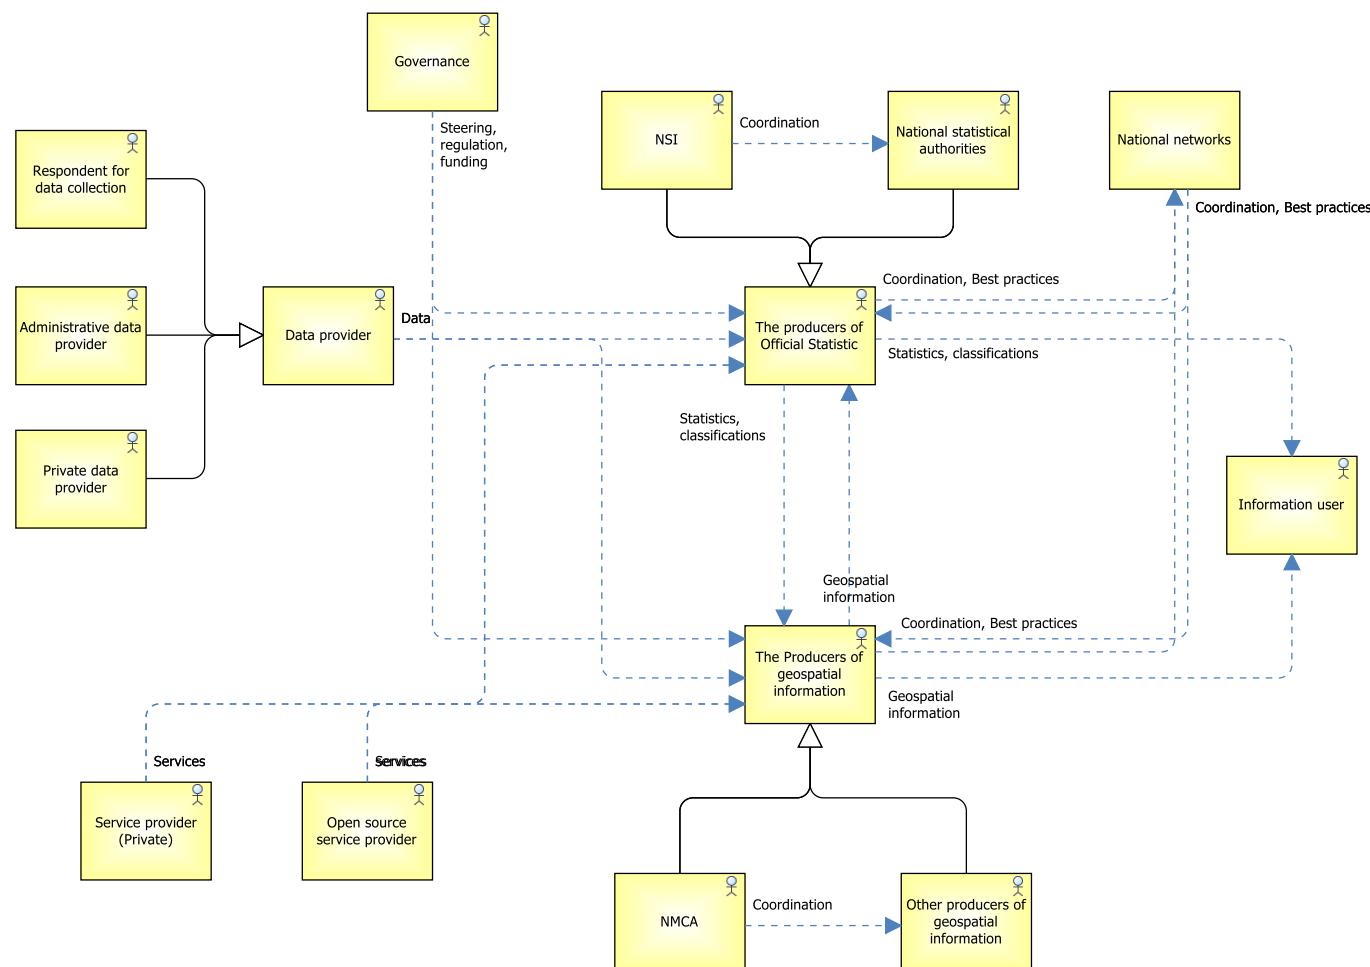 Governance
Steering,
regulation,
funding
NSI
Coordination
National statistical
authorities
National networks
Coordination, Best practices
Respondent for
data collection
Administrative data
provider
Data provider
Data
Private data
provider
The producers of
Official Statistic
Coordination, Best practices
Statistics, classifications
Statistics,
classifications
Information user
Geospatial
information
Coordination, Best practices
The Producers of
geospatial
information
Geospatial
information
Services
Services
Service provider
(Private)
Open source
service provider
NMCA
Coordination
Other producers of
geospatial
information